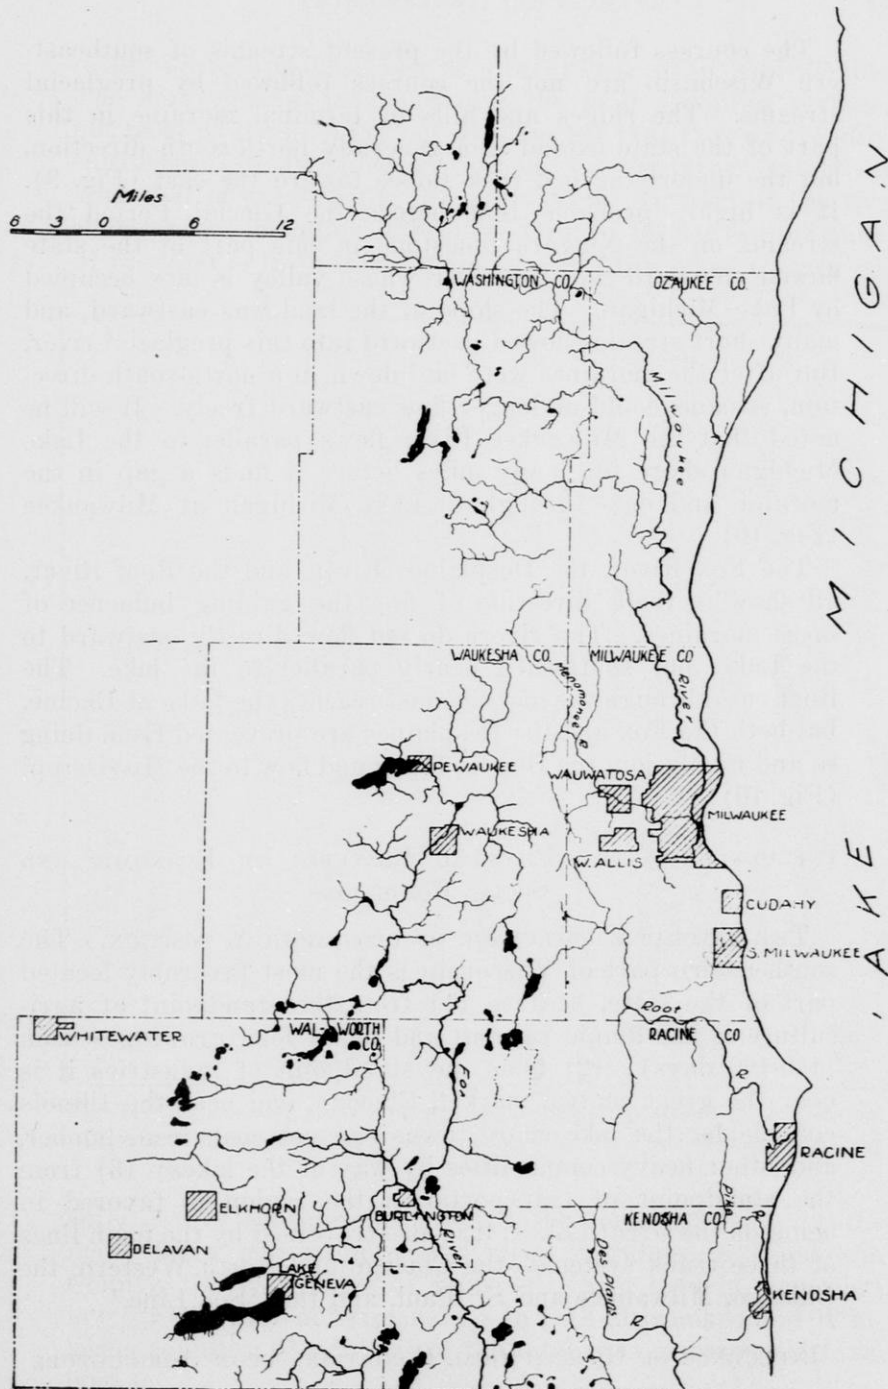 Miles
6 3 0 6 12
WASHINGTON CO.
OZAUKEE CO.
Milwaukee
River
LAKE MICHIGAN
WAUKESHA CO.
MILWAUKEE CO
Menomonee R
PEWAUKEE
WAUWATOSA
MILWAUKEE
WAUKESHA
W. ALLIS
CUDAHY
S. MILWAUKEE
WHITEWATER
WALWORTH CO.
Root
R
RACINE CO
Fox
River
RACINE
ELKHORN
BURLINGTON
KENOSHA CO.
Pike R
DELAVAN
LAKE
GENEVA
Des Plains
R
KENOSHA